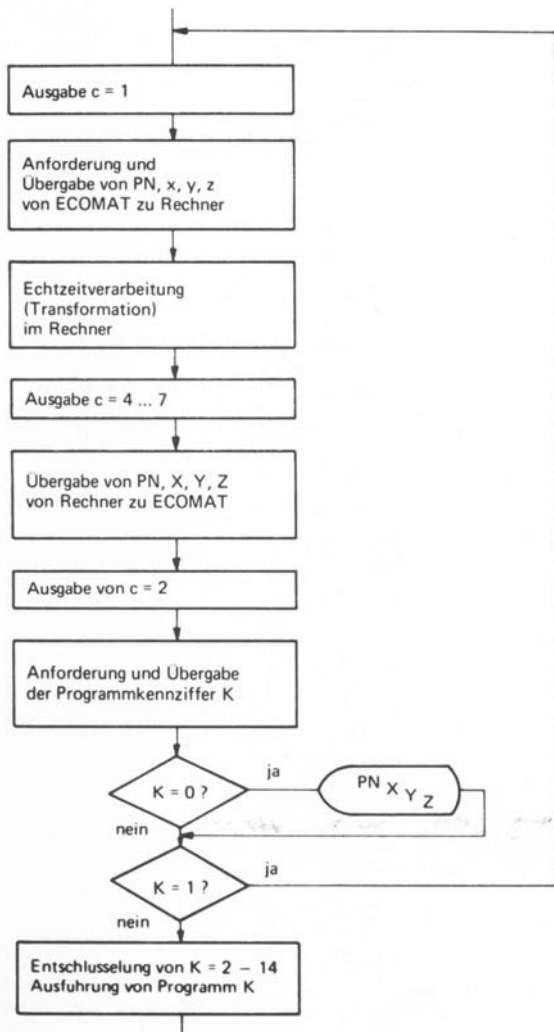 Ausgabe c = 1
Anforderung und
Übergabe von PN, x, y, z
von ECOMAT zu Rechner
Echtzeitverarbeitung
(Transformation)
im Rechner
Ausgabe c = 4 ... 7
Übergabe von PN, X, Y, Z
von Rechner zu ECOMAT
Ausgabe von c = 2
Anforderung und Übergabe
der Programmkennziffer K
K = 0 ?
ja
PN X Y Z
nein
K = 1 ?
ja
nein
Entschlusselung von K = 2 – 14
Ausfuhrung von Programm K